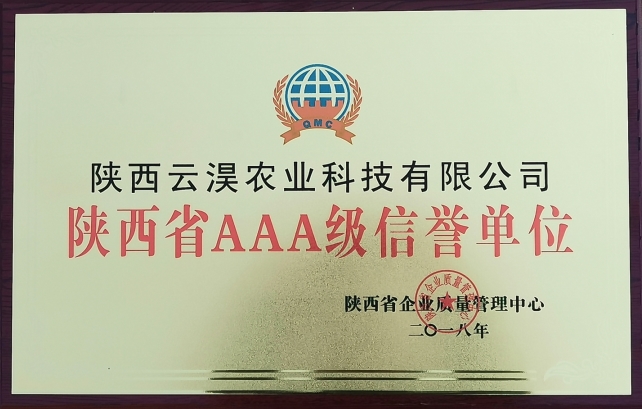 QMC
陕西云淏农业科技有限公司
陕西省AAA级信誉单位
陕西省企业质量管理中心
二〇一八年